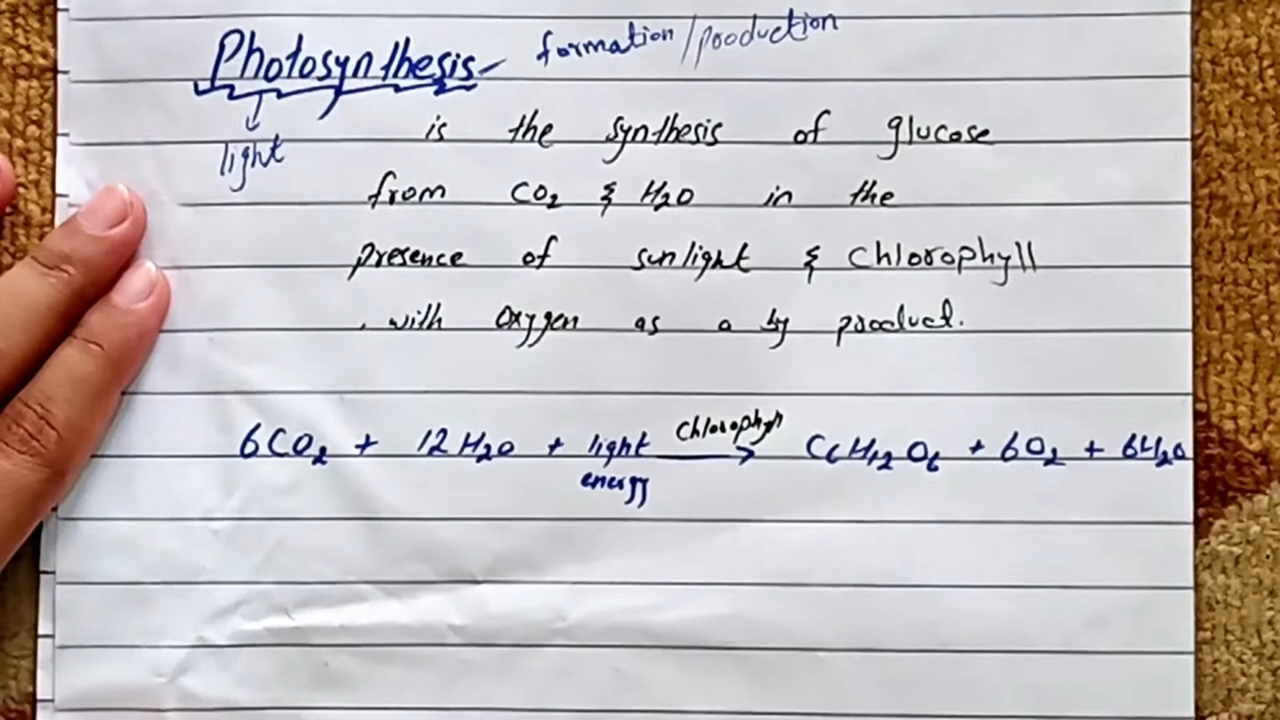 Photosynthesis - formation/production
light
is the synthesis of glucose
from CO₂ & H₂O in the
presence of sunlight & Chlorophyll
. with Oxygen as a by product.
6CO₂ + 12H₂O + light energy Chlorophyll → C₆H₁₂O₆ + 6O₂ + 6H₂O